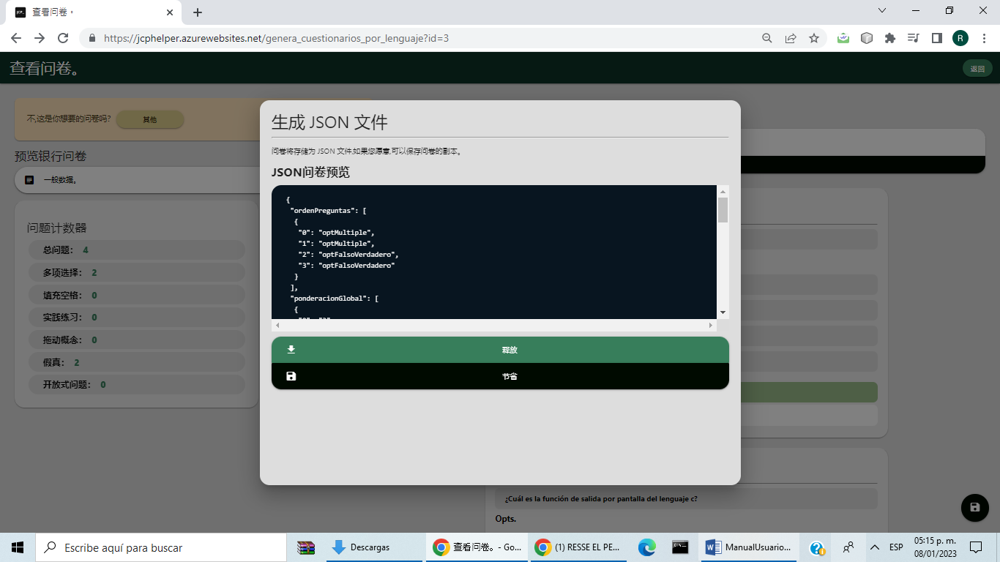 查看问卷。
https://jcphelper.azurewebsites.net/genera_cuestionarios_por_lenguaje?id=3
R
查看问卷。
返回
不,这是你想要的问卷吗?
其他
预览银行问卷
一般数据。
问题计数器
总问题: 4
多项选择: 2
填充空格: 0
实践练习: 0
拖动概念: 0
假真: 2
开放式问题: 0
生成 JSON 文件
问卷将存储为 JSON 文件,如果您愿意,可以保存问卷的副本。
JSON问卷预览
{
"ordenPreguntas": [
{
"0": "optMultiple",
"1": "optMultiple",
"2": "optFalsoVerdadero",
"3": "optFalsoVerdadero"
}
],
"ponderacionGlobal": [
{
释放
节省
¿Cuál es la función de salida por pantalla del lenguaje c?
Opts.
Escribe aquí para buscar
Descargas
查看问卷。 - Go...
(1) RESSE EL PE...
ManualUsuario...
ESP
05:15 p. m.
08/01/2023